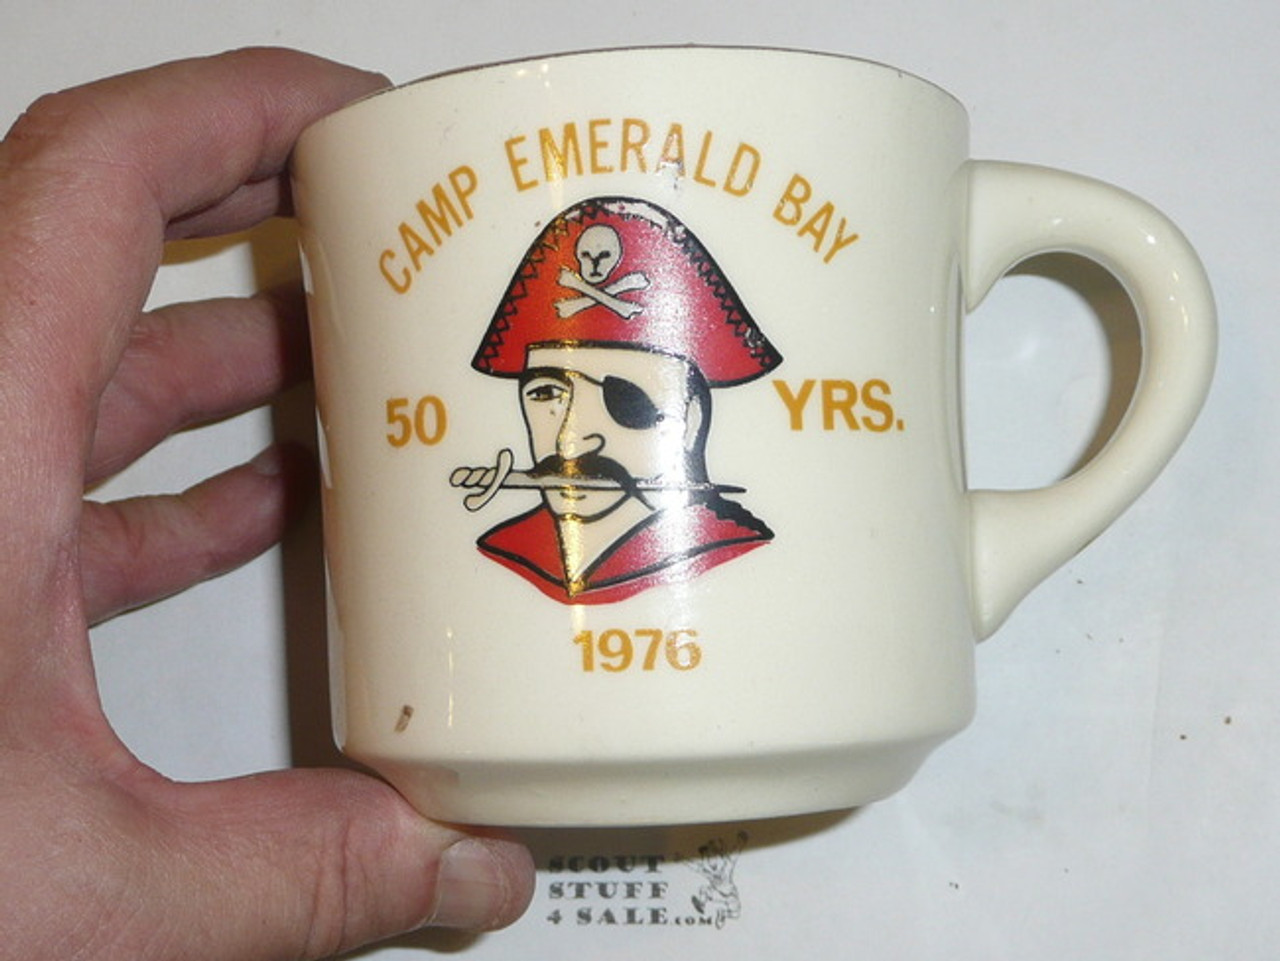 CAMP EMERALD BAY
50 YRS.
1976
SCOUT
STUFF
4 SALE.COM